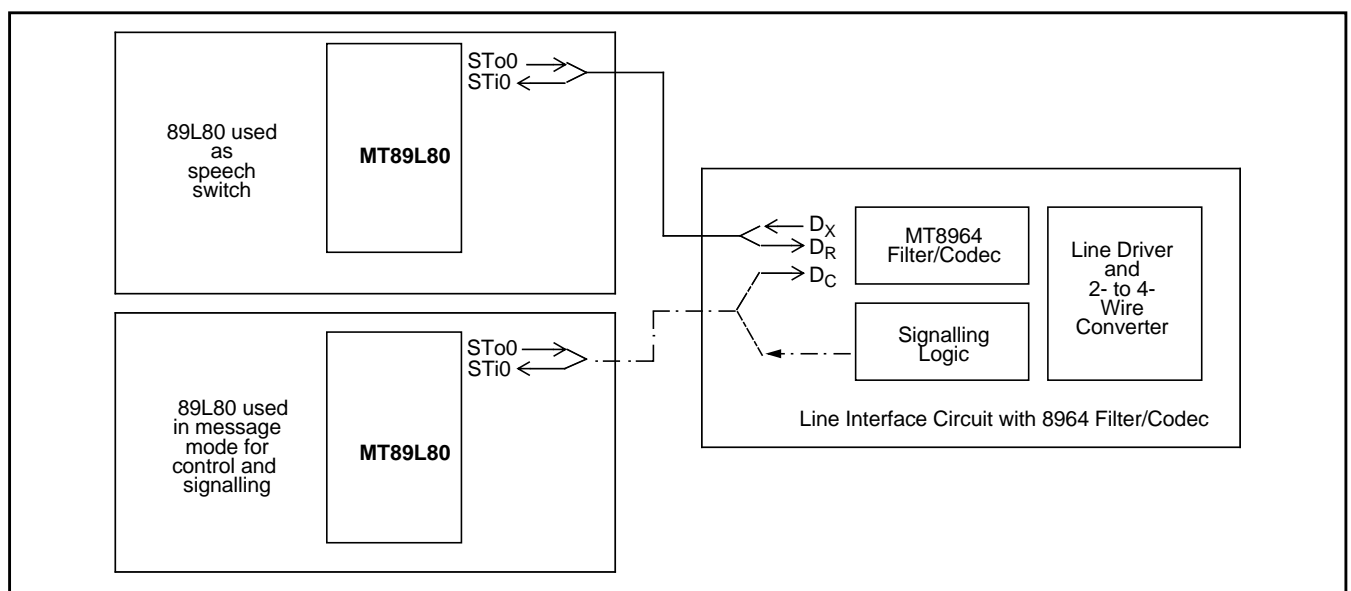 89L80 used
as
speech
switch
MT89L80
STo0
STi0
89L80 used
in message
mode for
control and
signalling
MT89L80
STo0
STi0
DX
DR
DC
MT8964
Filter/Codec
Signalling
Logic
Line Driver
and
2- to 4-
Wire
Converter
Line Interface Circuit with 8964 Filter/Codec